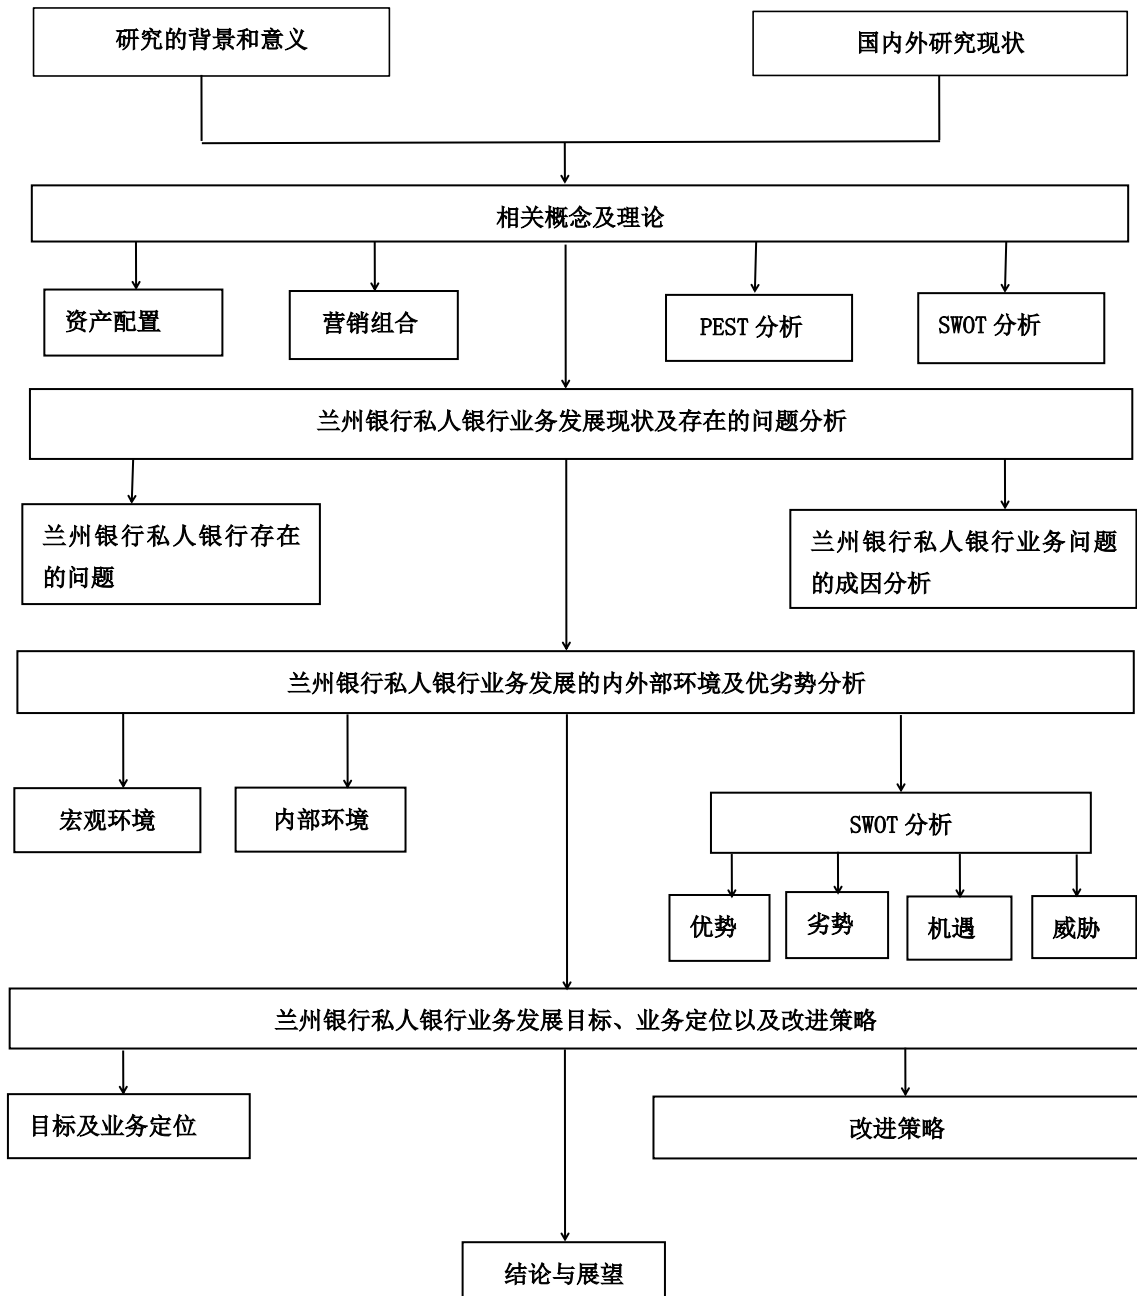 研究的背景和意义
国内外研究现状
相关概念及理论
资产配置
营销组合
PEST 分析
SWOT 分析
兰州银行私人银行业务发展现状及存在的问题分析
兰州银行私人银行存在
的问题
兰州银行私人银行业务问题
的成因分析
兰州银行私人银行业务发展的内外部环境及优劣势分析
宏观环境
内部环境
SWOT 分析
优势
劣势
机遇
威胁
兰州银行私人银行业务发展目标、业务定位以及改进策略
目标及业务定位
改进策略
结论与展望